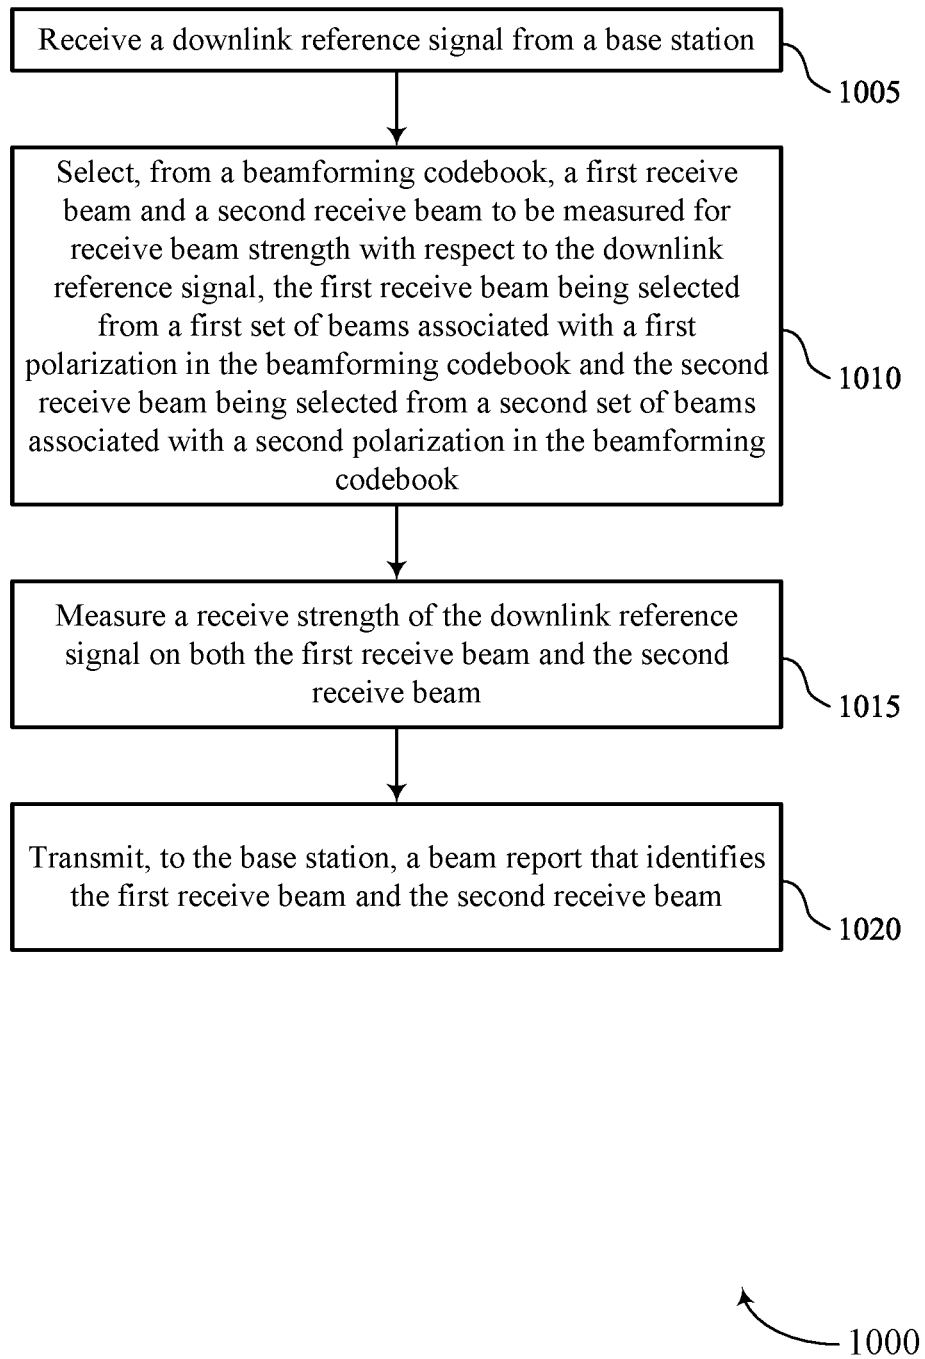 Receive a downlink reference signal from a base station
1005
Select, from a beamforming codebook, a first receive
beam and a second receive beam to be measured for
receive beam strength with respect to the downlink
reference signal, the first receive beam being selected
from a first set of beams associated with a first
polarization in the beamforming codebook and the second
receive beam being selected from a second set of beams
associated with a second polarization in the beamforming
codebook
1010
Measure a receive strength of the downlink reference
signal on both the first receive beam and the second
receive beam
1015
Transmit, to the base station, a beam report that identifies
the first receive beam and the second receive beam
1020
1000